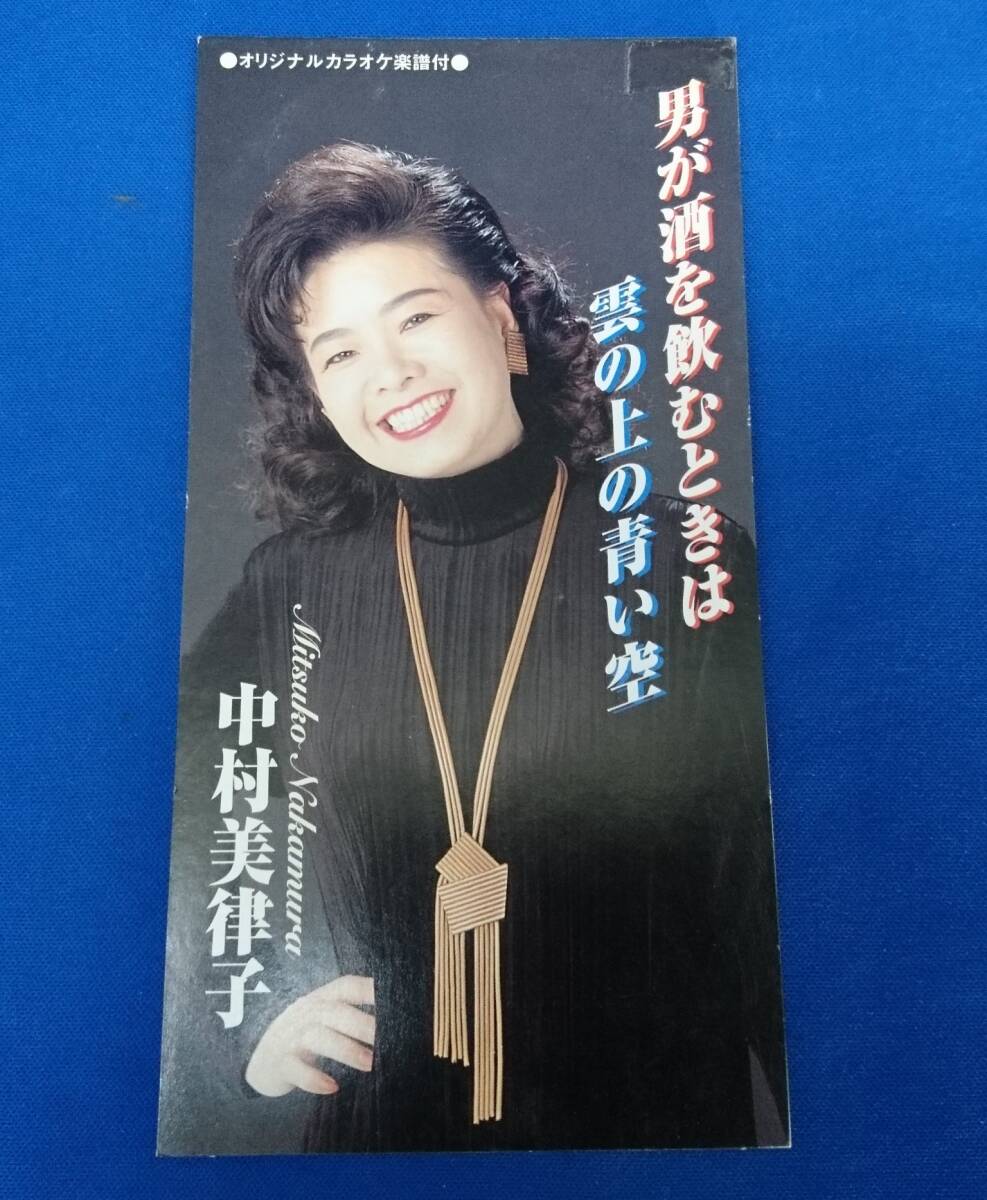 ●オリジナルカラオケ楽譜付●
男が酒を飲むときは
雲の上の青い空
Mitsuko Nakamura
中村美律子